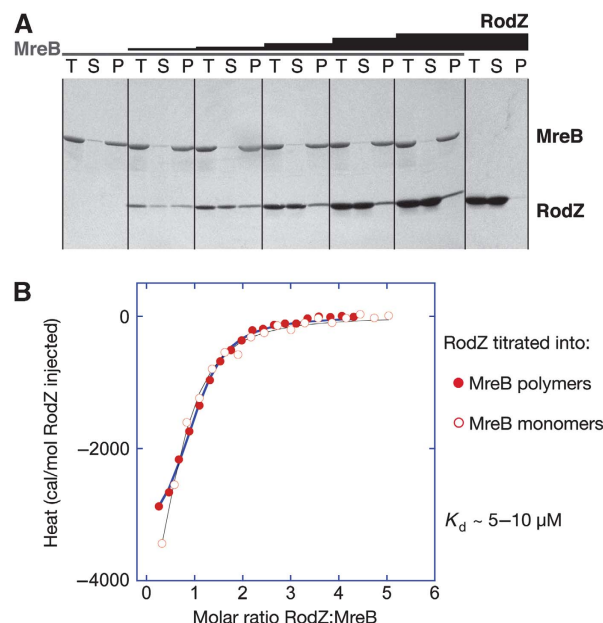 A
RodZ
MreB
T S P T S P T S P T S P T S P T S P T S P
MreB
RodZ
B
Heat (cal/mol RodZ injected)
0
−2000
−4000
0 1 2 3 4 5 6
Molar ratio RodZ:MreB
RodZ titrated into:
MreB polymers
MreB monomers
Kd ~ 5–10 µM